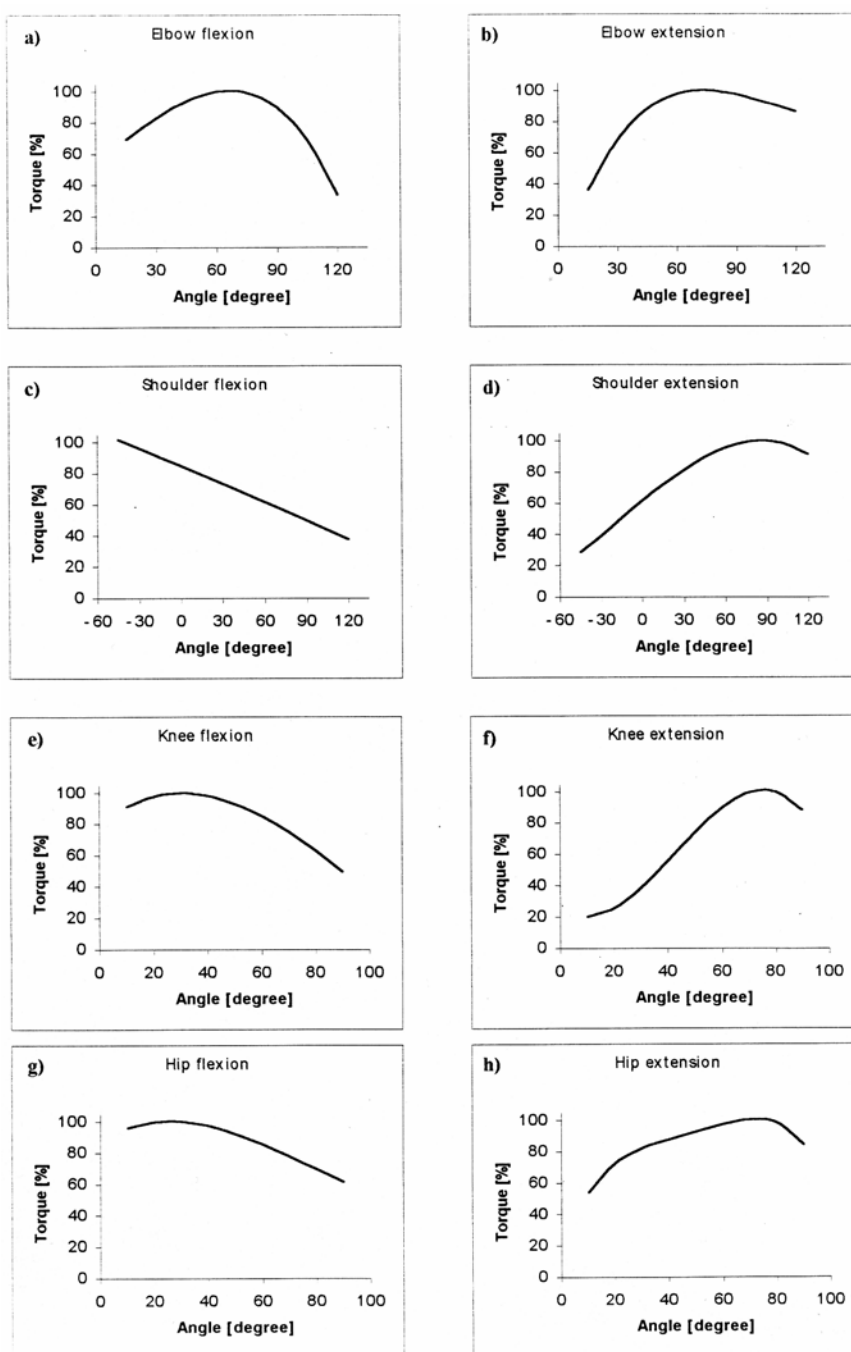 a)
Elbow flexion
Torque [%]
100
80
60
40
20
0
0 30 60 90 120
Angle [degree]
b)
Elbow extension
Torque [%]
100
80
60
40
20
0
0 30 60 90 120
Angle [degree]
c)
Shoulder flexion
Torque [%]
100
80
60
40
20
0
-60 -30 0 30 60 90 120
Angle [degree]
d)
Shoulder extension
Torque [%]
100
80
60
40
20
0
-60 -30 0 30 60 90 120
Angle [degree]
e)
Knee flexion
Torque [%]
100
80
60
40
20
0
0 20 40 60 80 100
Angle [degree]
f)
Knee extension
Torque [%]
100
80
60
40
20
0
0 20 40 60 80 100
Angle [degree]
g)
Hip flexion
Torque [%]
100
80
60
40
20
0
0 20 40 60 80 100
Angle [degree]
h)
Hip extension
Torque [%]
100
80
60
40
20
0
0 20 40 60 80 100
Angle [degree]